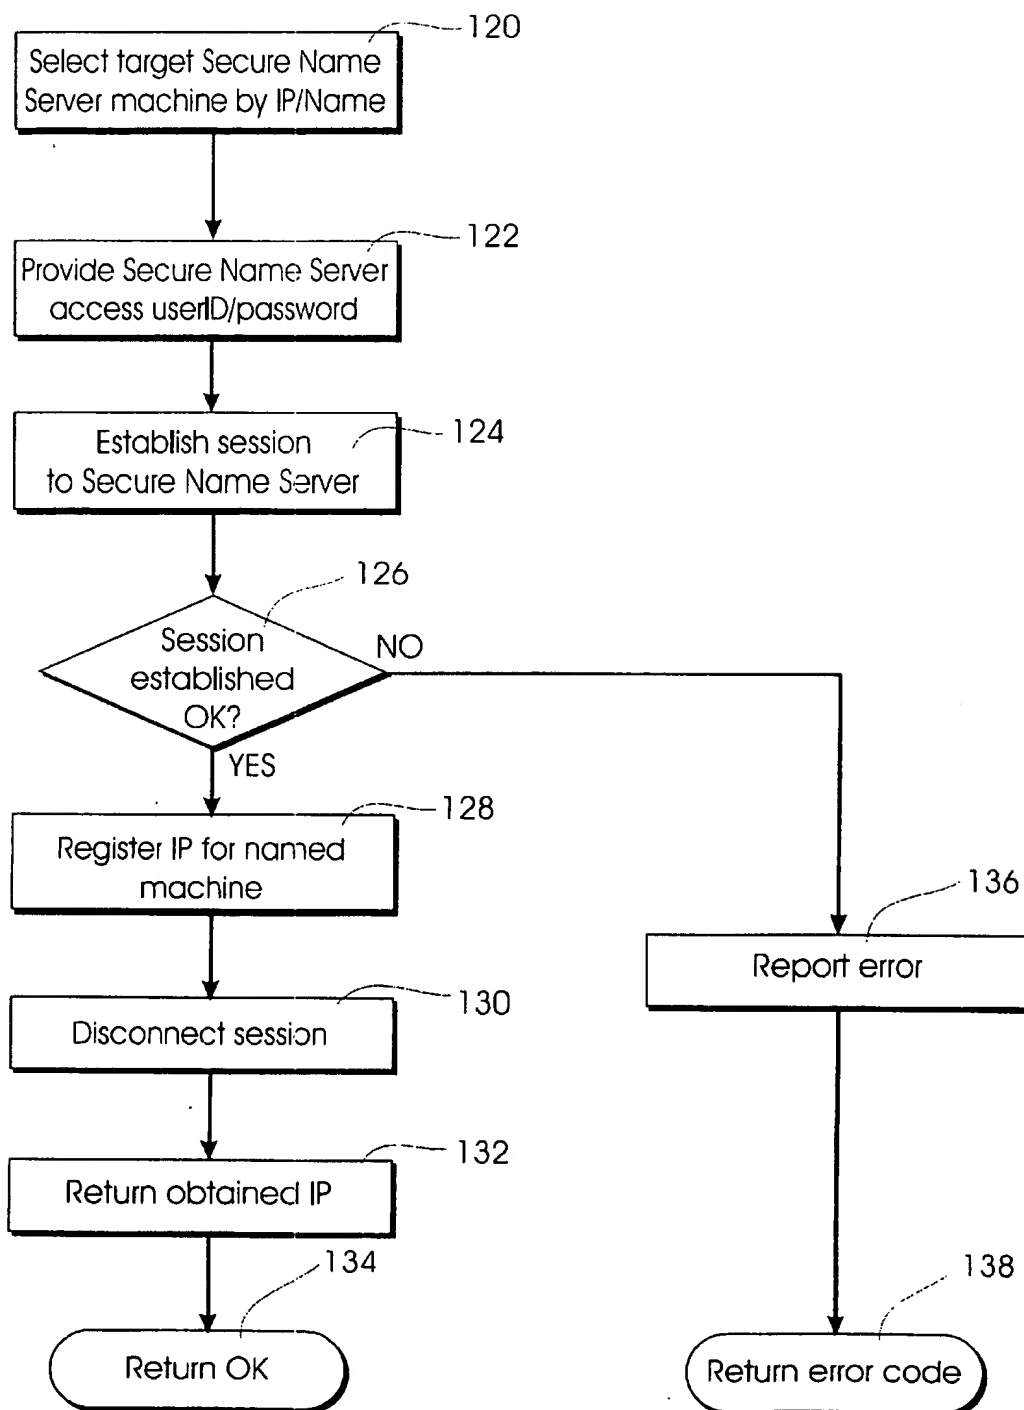 120
Select target Secure Name
Server machine by IP/Name
122
Provide Secure Name Server
access userID/password
124
Establish session
to Secure Name Server
126
Session
established
OK?
NO
YES
128
Register IP for named
machine
136
Report error
130
Disconnect session
132
Return obtained IP
134
Return OK
138
Return error code